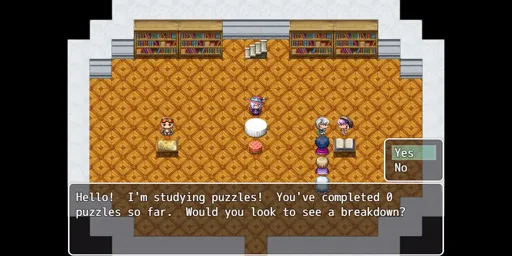 Yes
No
Hello!  I'm studying puzzles!  You've completed 0
puzzles so far.  Would you look to see a breakdown?